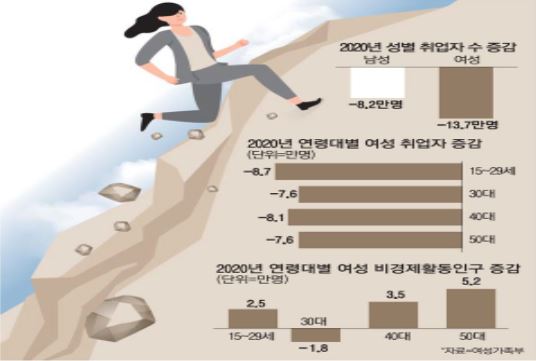 2020년 성별 취업자 수 증감
남성
여성
-8.2만명
-13.7만명
2020년 연령대별 여성 취업자 증감
(단위=만명)
-8.7
15~29세
-7.6
30대
-8.1
40대
-7.6
50대
2020년 연령대별 여성 비경제활동인구 증감
(단위=만명)
2.5
15~29세
30대
-1.8
3.5
40대
5.2
50대
*자료=여성가족부